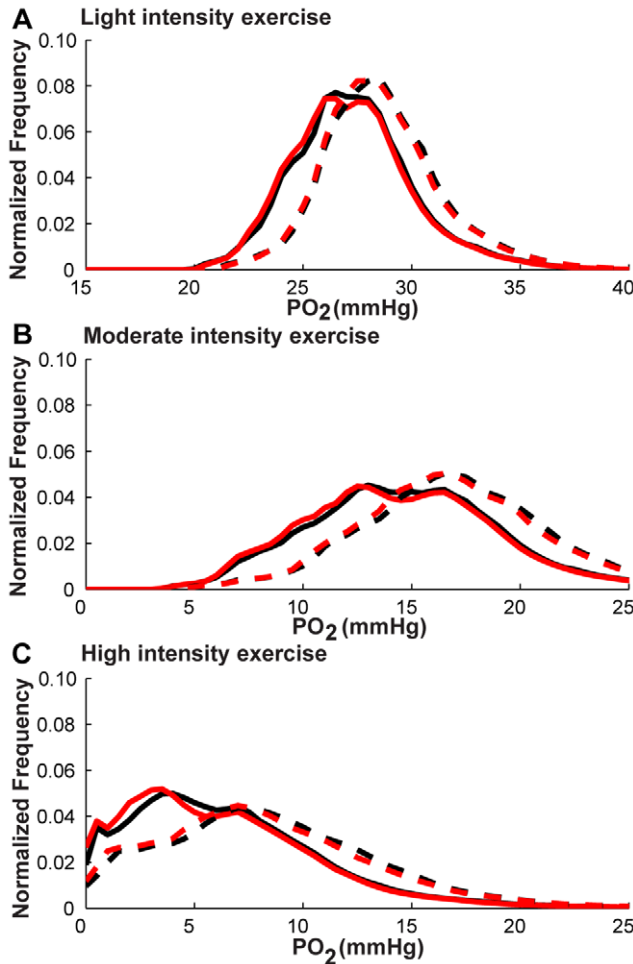 A Light intensity exercise
Normalized Frequency
0.10
0.08
0.06
0.04
0.02
0
15 20 25 30 35 40
PO2 (mmHg)
B Moderate intensity exercise
Normalized Frequency
0.10
0.08
0.06
0.04
0.02
0
0 5 10 15 20 25
PO2 (mmHg)
C High intensity exercise
Normalized Frequency
0.10
0.08
0.06
0.04
0.02
0
0 5 10 15 20 25
PO2 (mmHg)